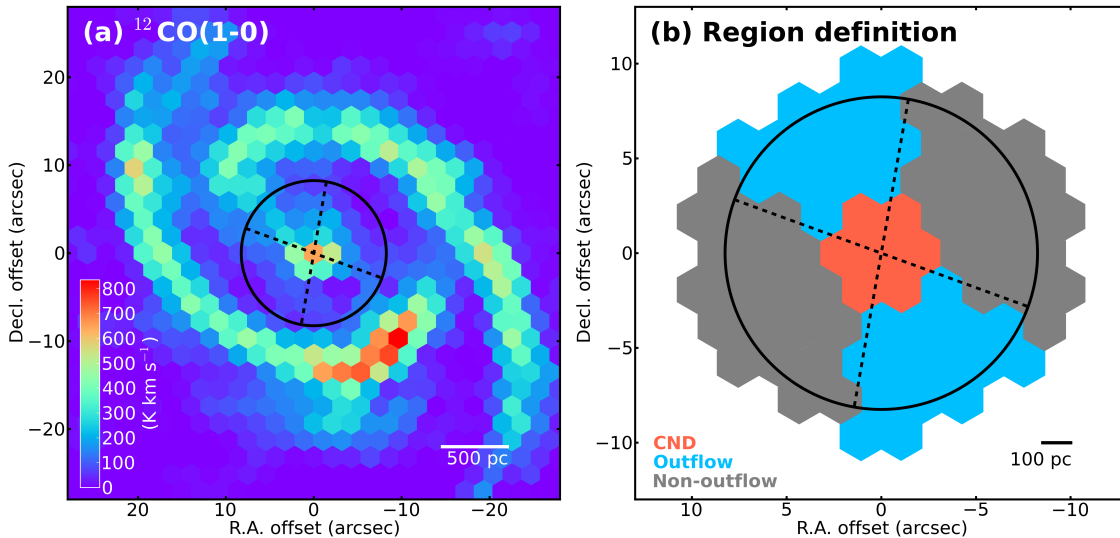 (a) ¹²CO(1-0)
20
10
0
−10
−20
Decl. offset (arcsec)
800
700
600
500
400
300
200
100
0
(K km s⁻¹)
500 pc
20
10
0
−10
−20
R.A. offset (arcsec)
(b) Region definition
10
5
0
−5
−10
Decl. offset (arcsec)
CND
Outflow
Non-outflow
100 pc
10
5
0
−5
−10
R.A. offset (arcsec)